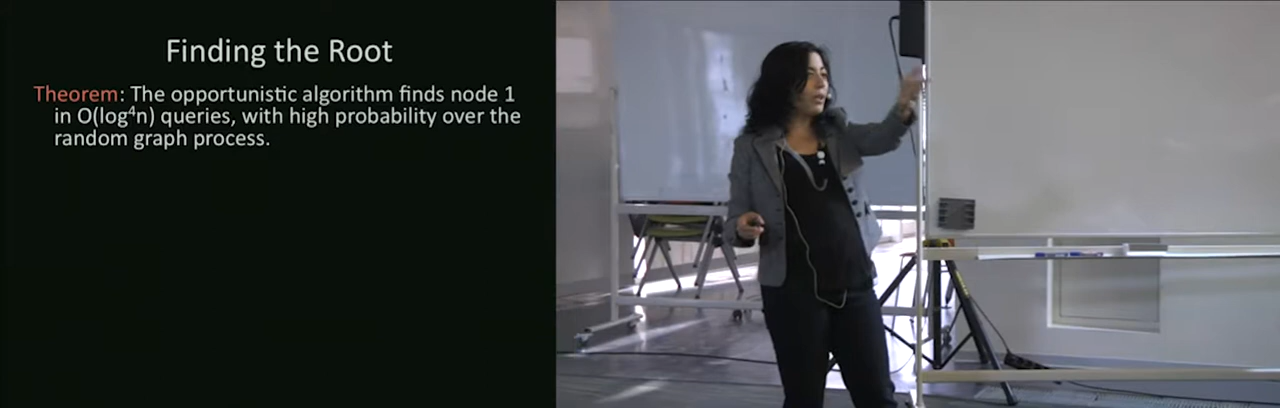 Finding the Root
Theorem: The opportunistic algorithm finds node 1
in O(log⁴n) queries, with high probability over the
random graph process.